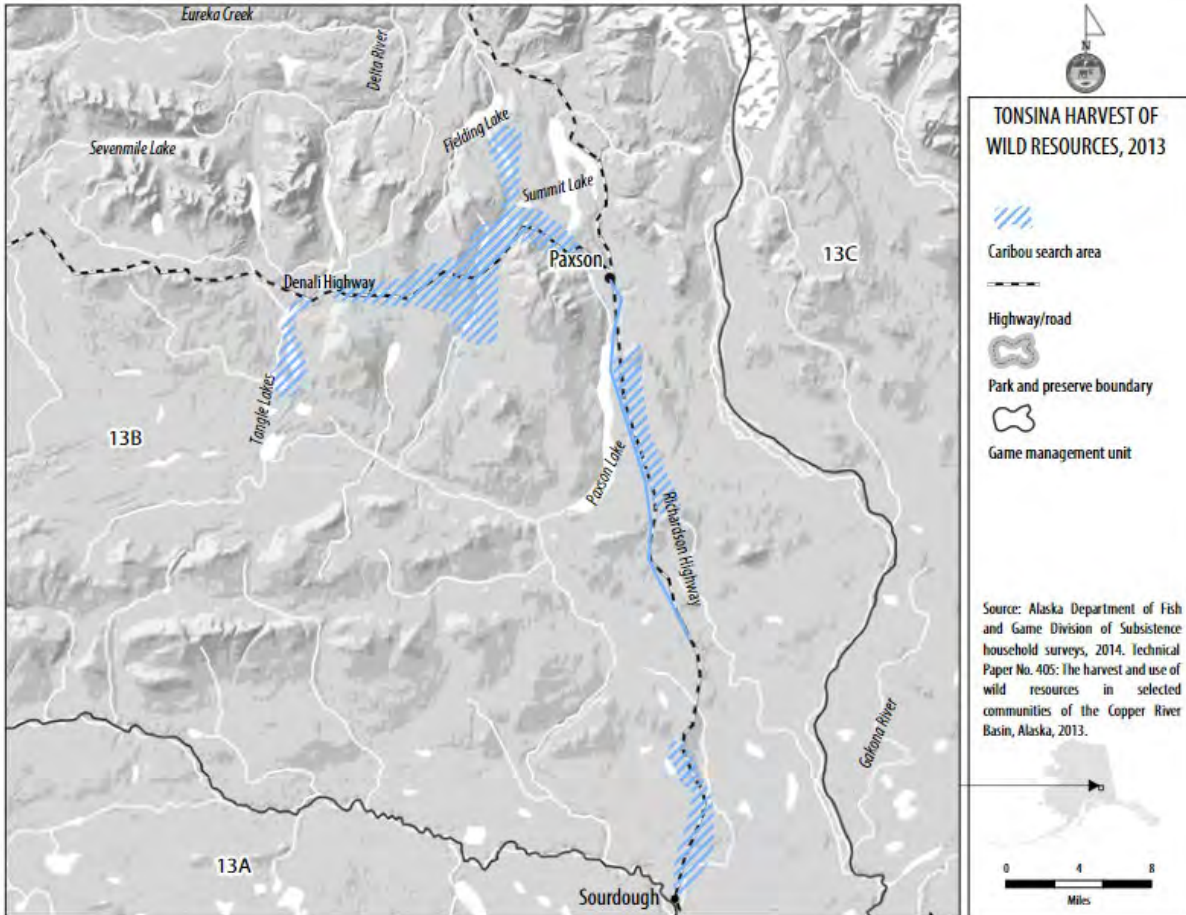 Eureka Creek
Delta River
Fielding Lake
Sevenmile Lake
Summit Lake
Paxson
13C
Denali Highway
Tangle Lakes
13B
Paxson Lake
Richardson Highway
Gakona River
13A
Sourdough
N
TONSINA HARVEST OF
WILD RESOURCES, 2013
Caribou search area
Highway/road
Park and preserve boundary
Game management unit
Source: Alaska Department of Fish
and Game Division of Subsistence
household surveys, 2014. Technical
Paper No. 405: The harvest and use of
wild resources in selected
communities of the Copper River
Basin, Alaska, 2013.
0 4 8
Miles